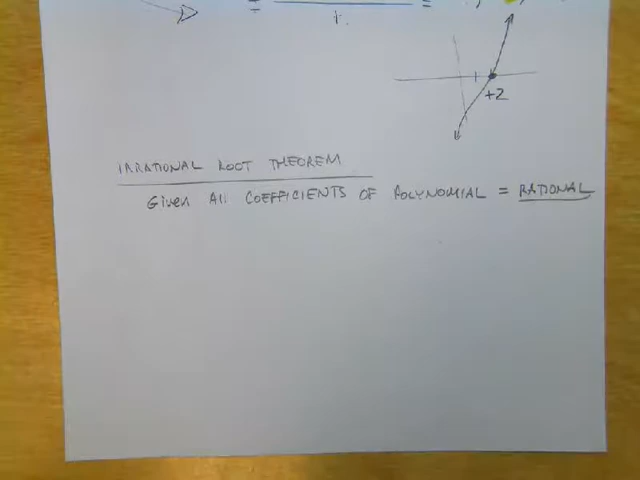 +2
IRRATIONAL ROOT THEOREM
Given All COEFFICIENTS OF POLYNOMIAL = RATIONAL